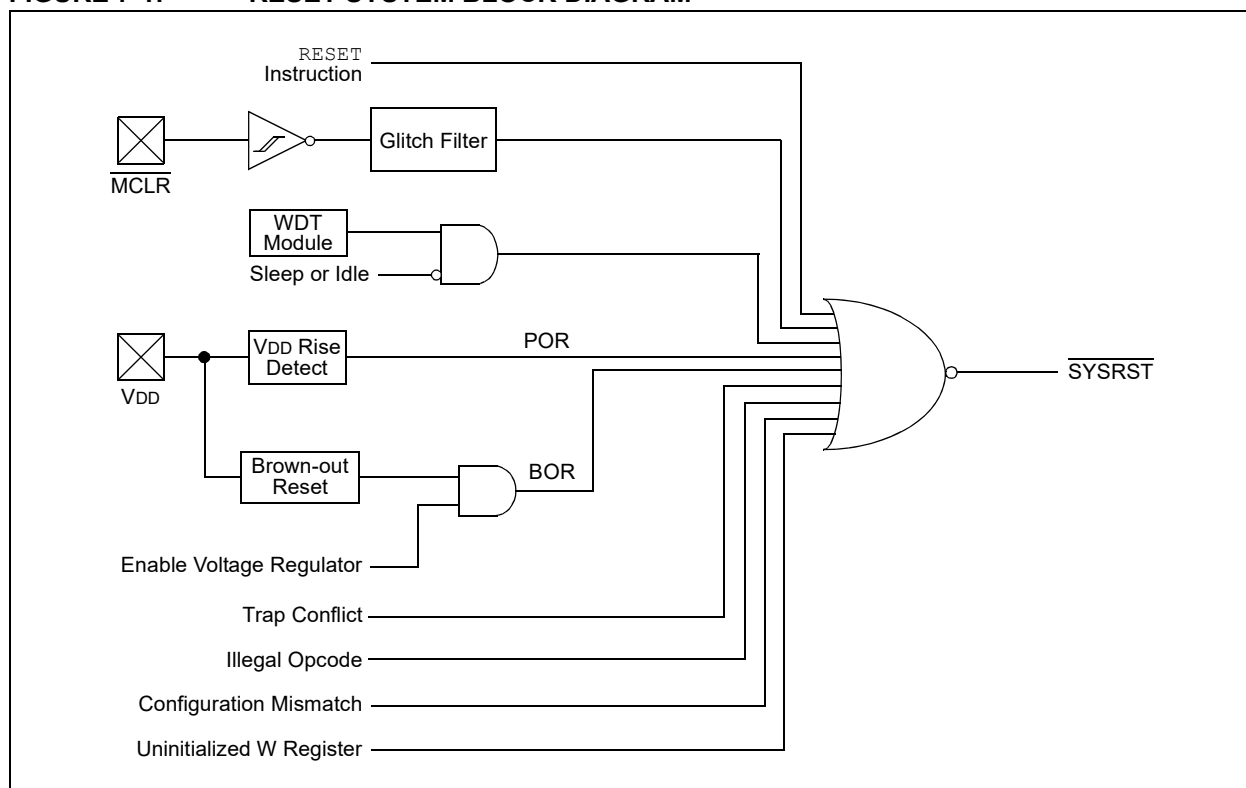 RESET
Instruction
Glitch Filter
MCLR
WDT
Module
Sleep or Idle
VDD Rise
Detect
POR
VDD
SYSRST
Brown-out
Reset
BOR
Enable Voltage Regulator
Trap Conflict
Illegal Opcode
Configuration Mismatch
Uninitialized W Register